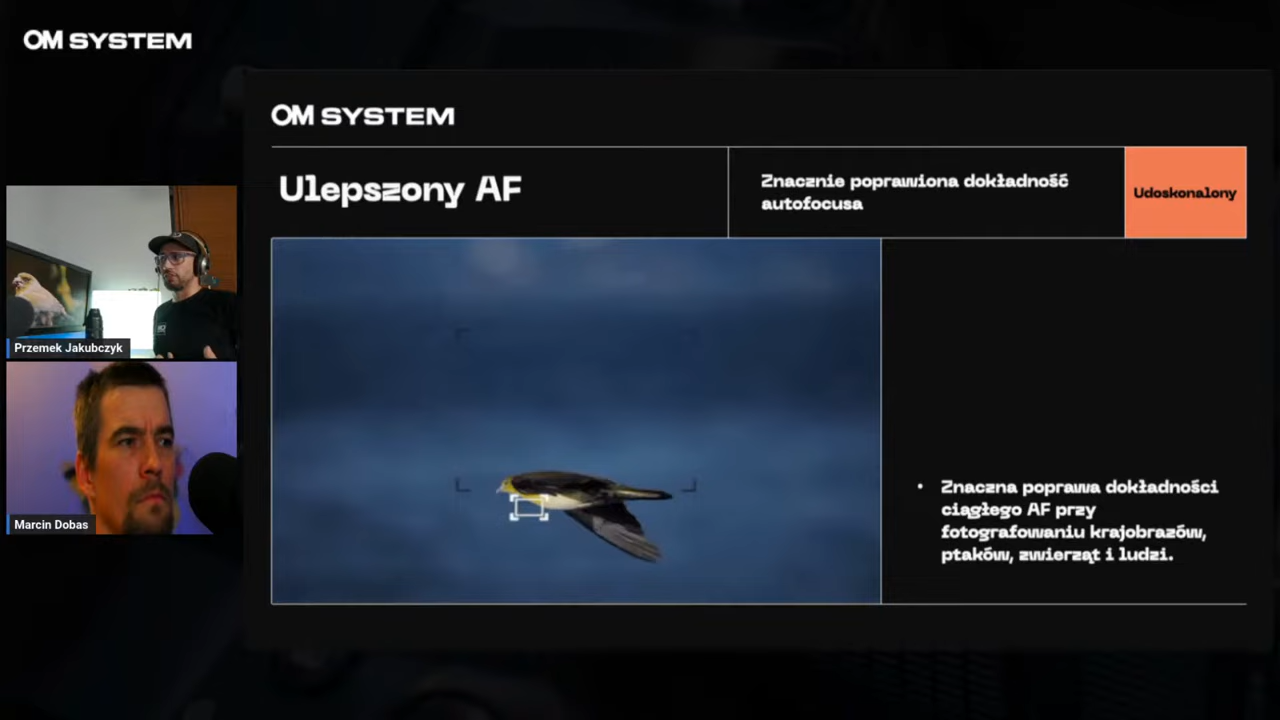 OM SYSTEM
OM SYSTEM
Ulepszony AF
Znacznie poprawiona dokładność
autofocusa
Udoskonalony
Znaczna poprawa dokładności
ciągłego AF przy
fotografowaniu krajobrazów,
ptaków, zwierząt i ludzi.
Przemek Jakubczyk
Marcin Dobas